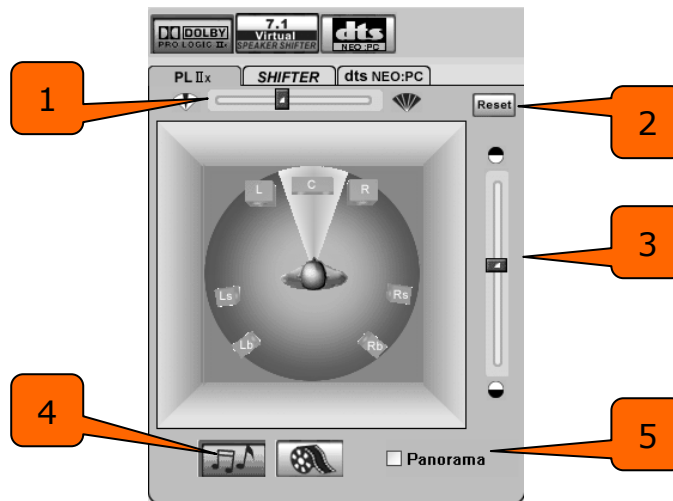 DOLBY
PRO LOGIC IIx
7.1
Virtual
SPEAKER SHIFTER
dts
NEO:PC
PL IIx
SHIFTER
dts NEO:PC
1
Reset
2
L
C
R
3
Ls
Rs
Lb
Rb
4
Panorama
5